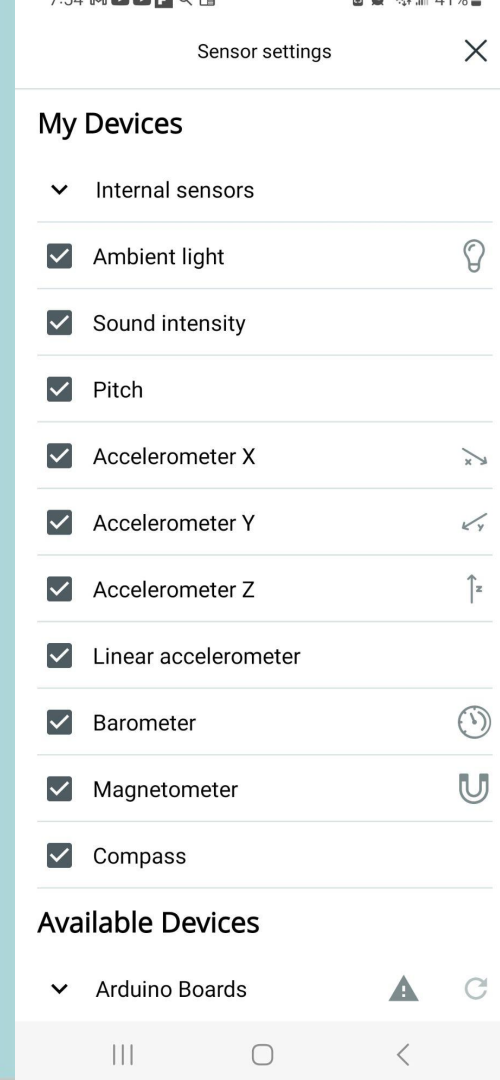 Sensor settings
My Devices
Internal sensors
Ambient light
Sound intensity
Pitch
Accelerometer X
x
Accelerometer Y
y
Accelerometer Z
z
Linear accelerometer
Barometer
Magnetometer
Compass
Available Devices
Arduino Boards